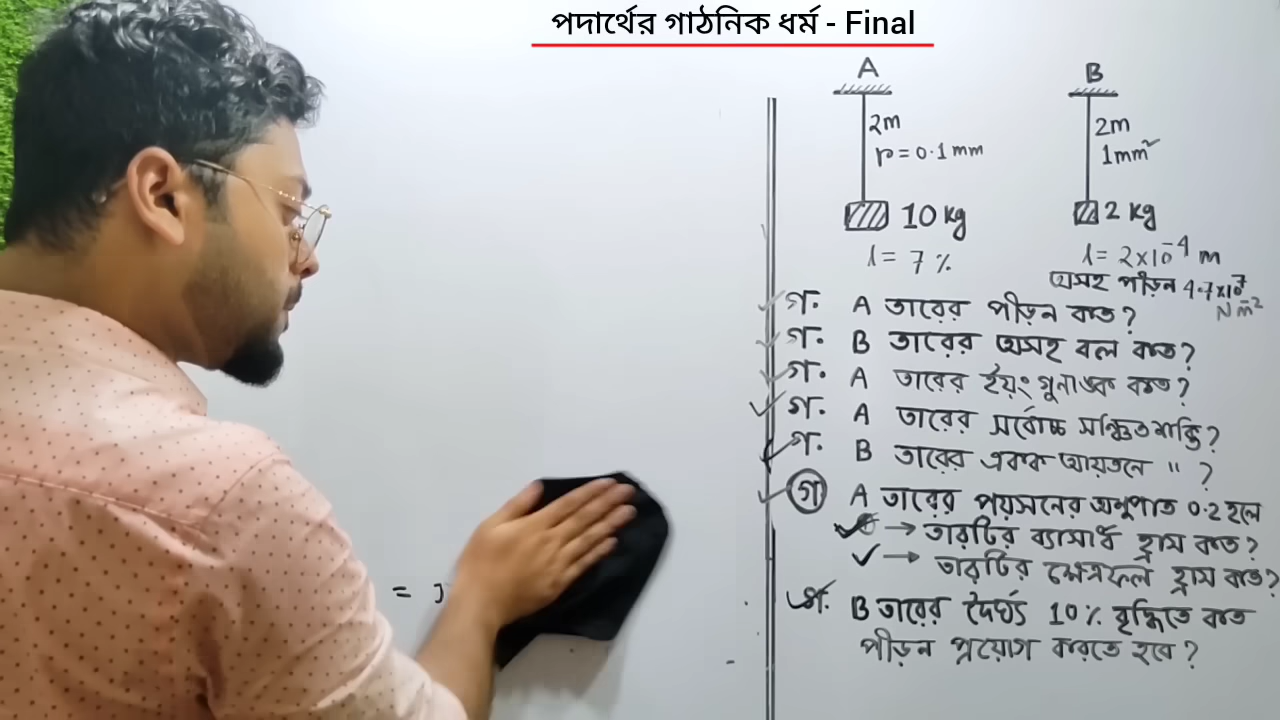 পদার্থের গাঠনিক ধর্ম - Final
A
2m
r = 0.1 mm
10 kg
l = 7 %
B
2m
1mm²
2 kg
l = 2×10⁻⁴ m
অসহ পীড়ন 4.7×10⁷
Nm⁻²
গ. A তারের পীড়ন কত?
গ. B তারের অসহ বল কত?
গ. A তারের ইয়ং গুনাঙ্ক কত?
গ. A তারের সর্বোচ্চ সঞ্চিতশক্তি?
গ. B তারের একক আয়তনে " ?
গ A তারের পয়সনের অনুপাত 0.2 হলে
→ তারটির ব্যাসার্ধ হ্রাস কত?
→ তারটির ক্ষেত্রফল হ্রাস কত?
B তারের দৈর্ঘ্য 10% বৃদ্ধিতে কত
পীড়ন প্রয়োগ করতে হবে?
=